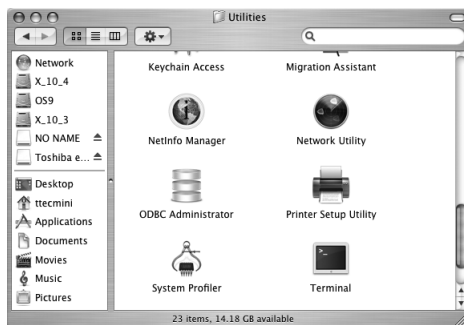 Utilities
Network
X_10_4
OS9
X_10_3
NO NAME
Toshiba e...
Desktop
ttecmini
Applications
Documents
Movies
Music
Pictures
Keychain Access
Migration Assistant
NetInfo Manager
Network Utility
ODBC Administrator
Printer Setup Utility
System Profiler
Terminal
23 items, 14.18 GB available